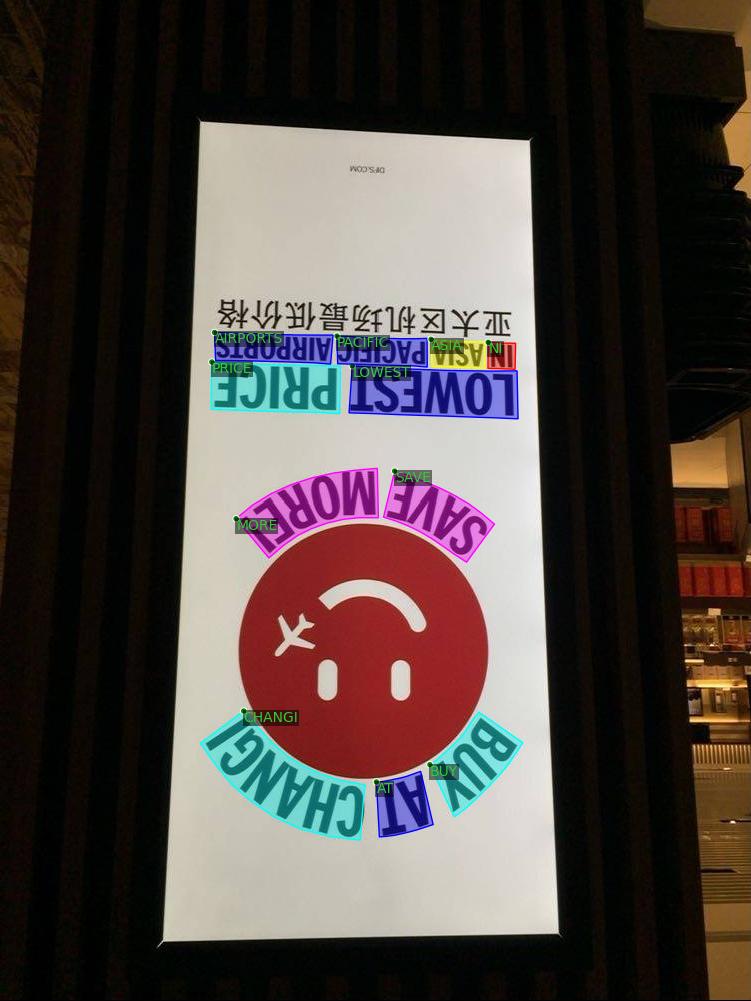 BUY AT CHANGI
SAVE MORE!
LOWEST PRICE
IN ASIA PACIFIC AIRPORTS
亚太区机场最低价格
DFS.COM